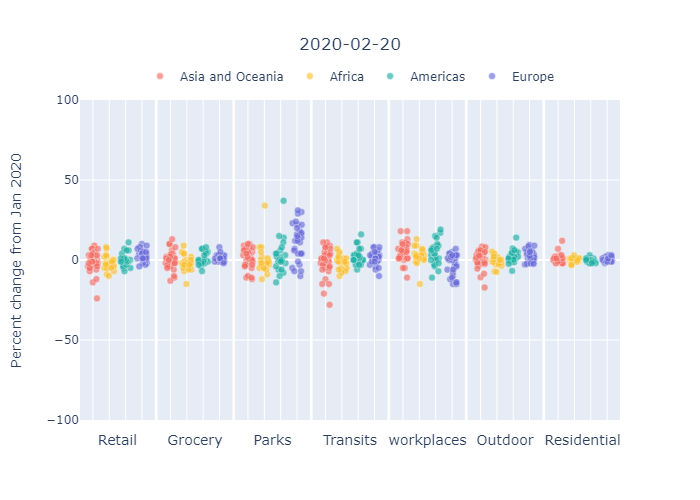 2020-02-20
Asia and Oceania Africa Americas Europe
Percent change from Jan 2020
100
50
0
−50
−100
Retail Grocery Parks Transits workplaces Outdoor Residential